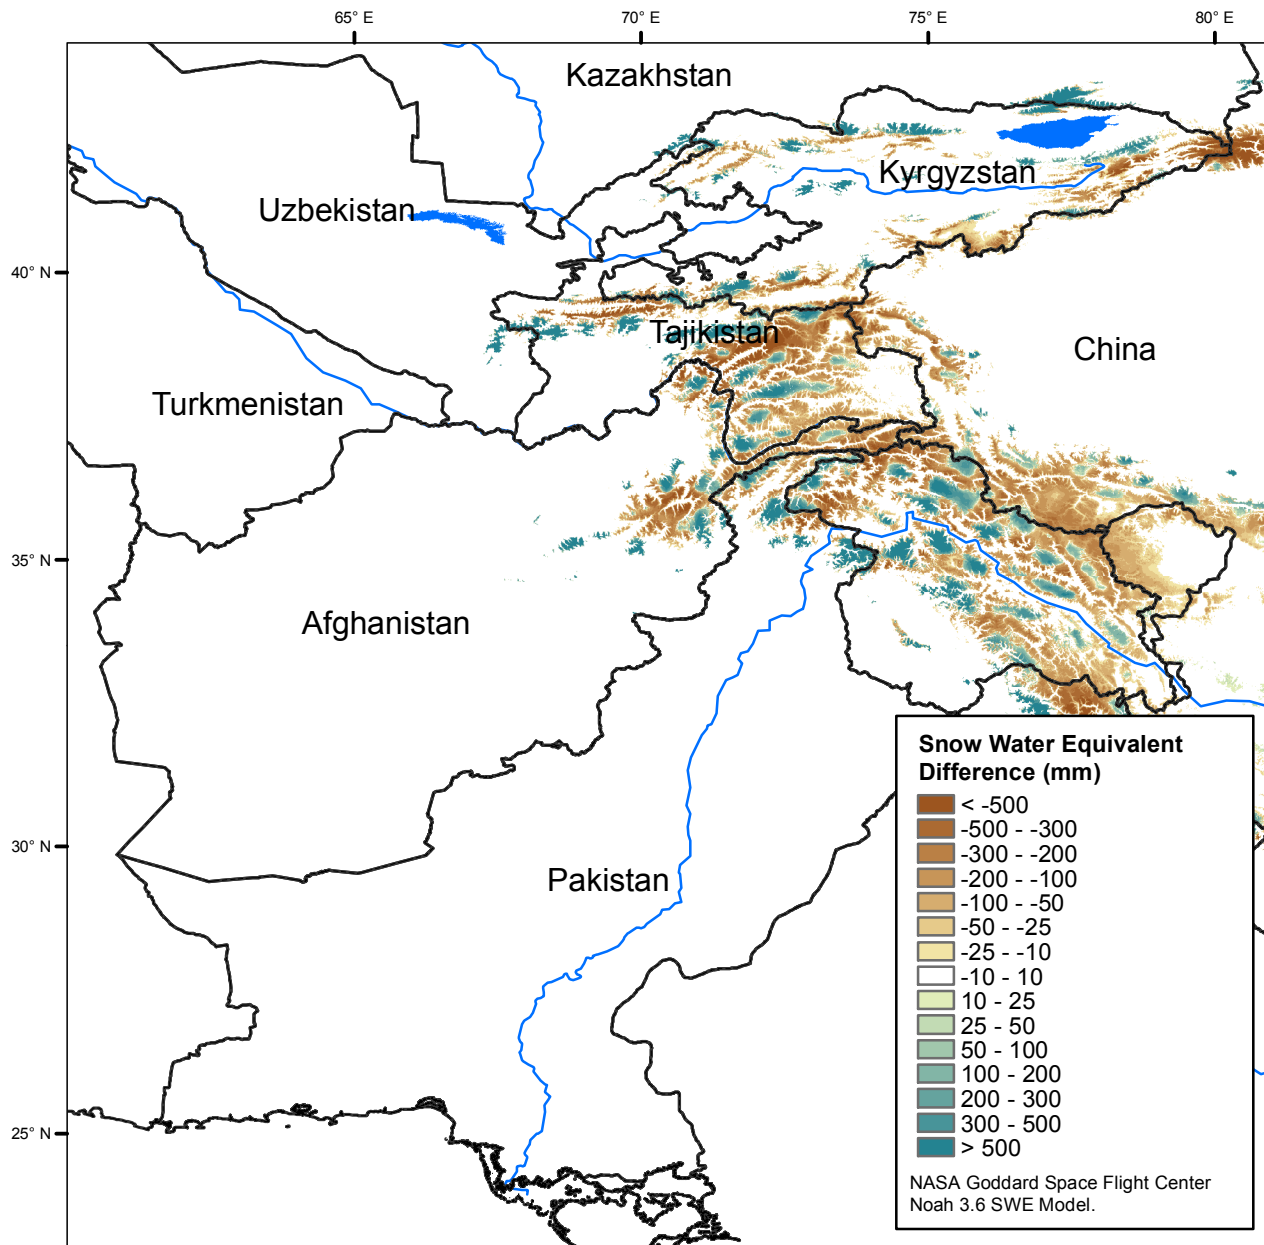 65° E
70° E
75° E
80° E
Kazakhstan
Kyrgyzstan
Uzbekistan
40° N
Tajikistan
China
Turkmenistan
35° N
Afghanistan
30° N
Pakistan
25° N
Snow Water Equivalent
Difference (mm)
< -500
-500 - -300
-300 - -200
-200 - -100
-100 - -50
-50 - -25
-25 - -10
-10 - 10
10 - 25
25 - 50
50 - 100
100 - 200
200 - 300
300 - 500
> 500
NASA Goddard Space Flight Center
Noah 3.6 SWE Model.